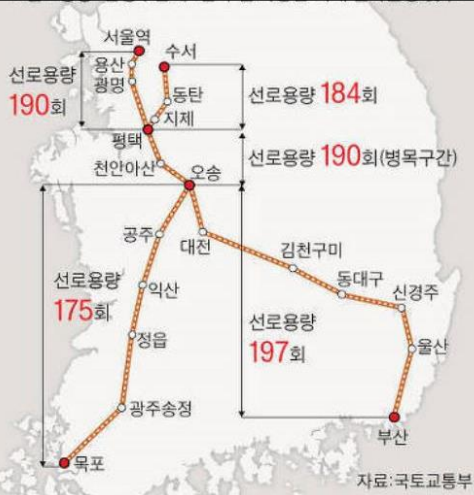 서울역
수서
용산
광명
선로용량
190회
동탄
지제
선로용량 184회
평택
천안아산
선로용량 190회(병목구간)
오송
공주
대전
김천구미
동대구
신경주
선로용량
175회
익산
정읍
선로용량
197회
울산
광주송정
부산
목포
자료:국토교통부